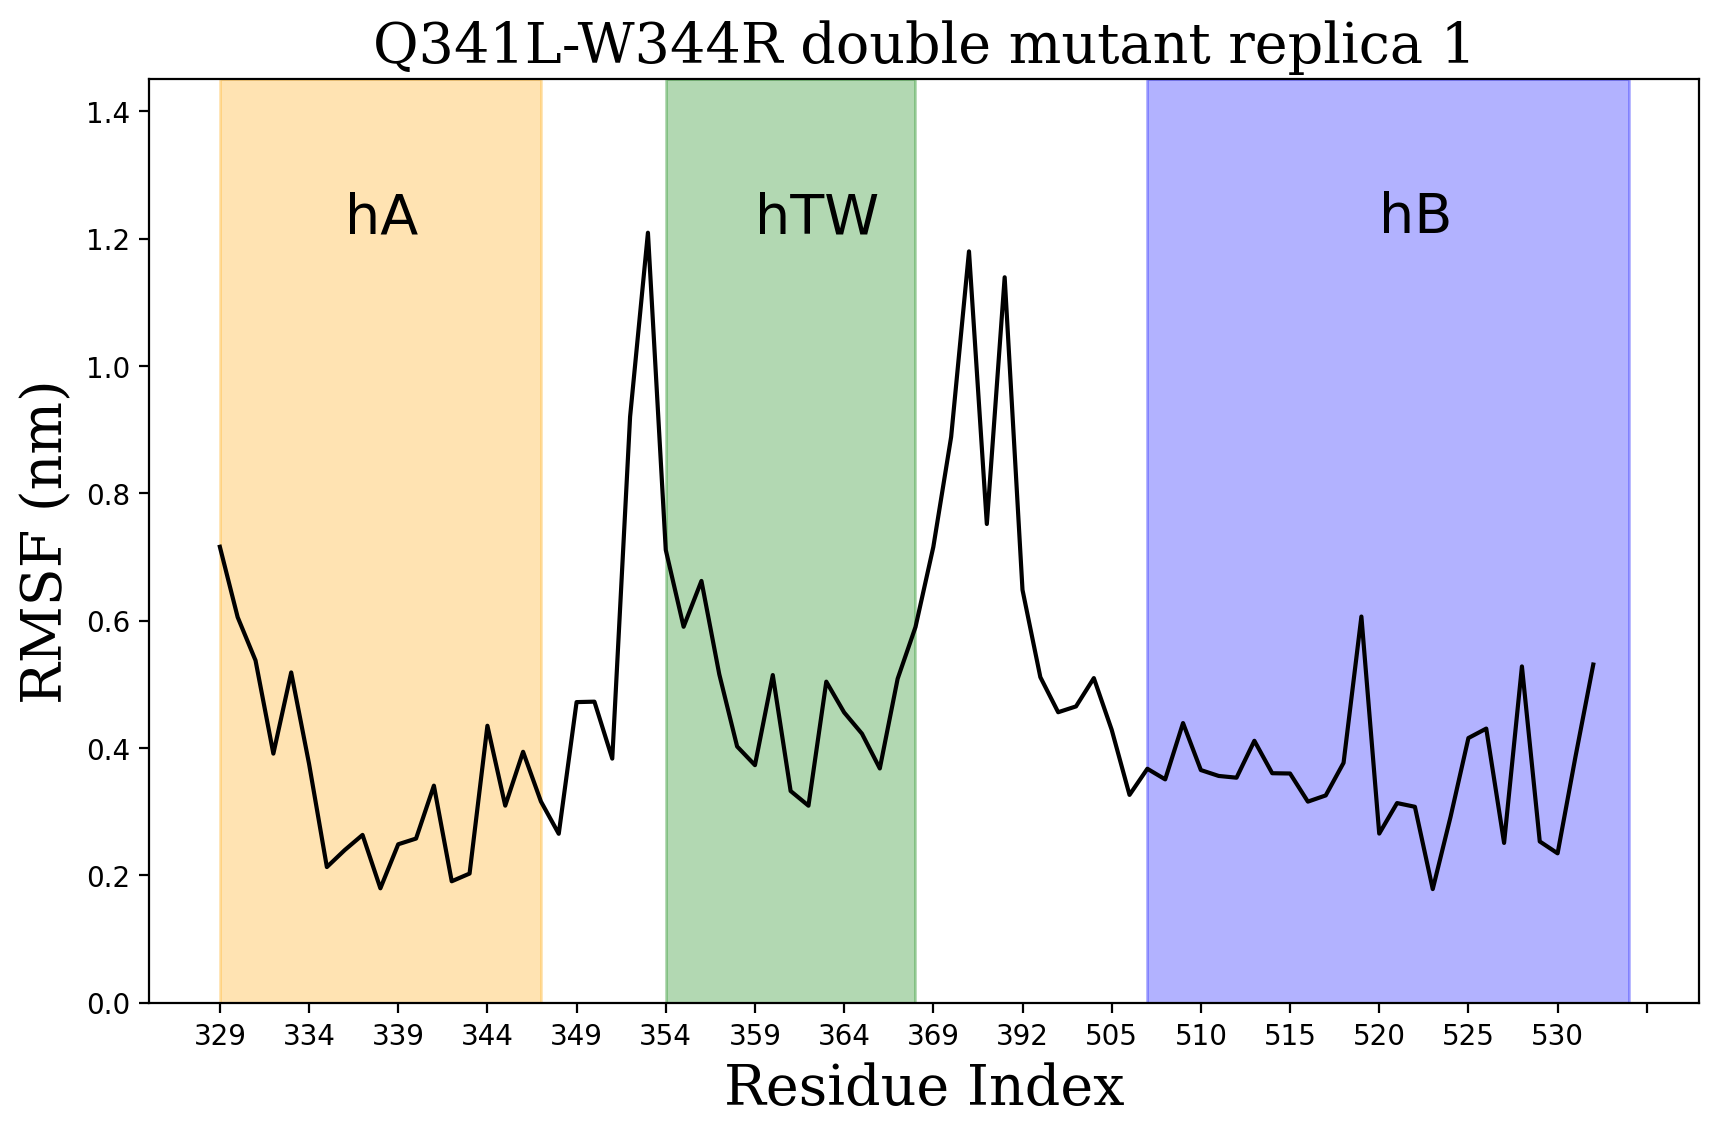 Q341L-W344R double mutant replica 1
hA
hTW
hB
RMSF (nm)
1.4
1.2
1.0
0.8
0.6
0.4
0.2
0.0
329 334 339 344 349 354 359 364 369 392 505 510 515 520 525 530
Residue Index